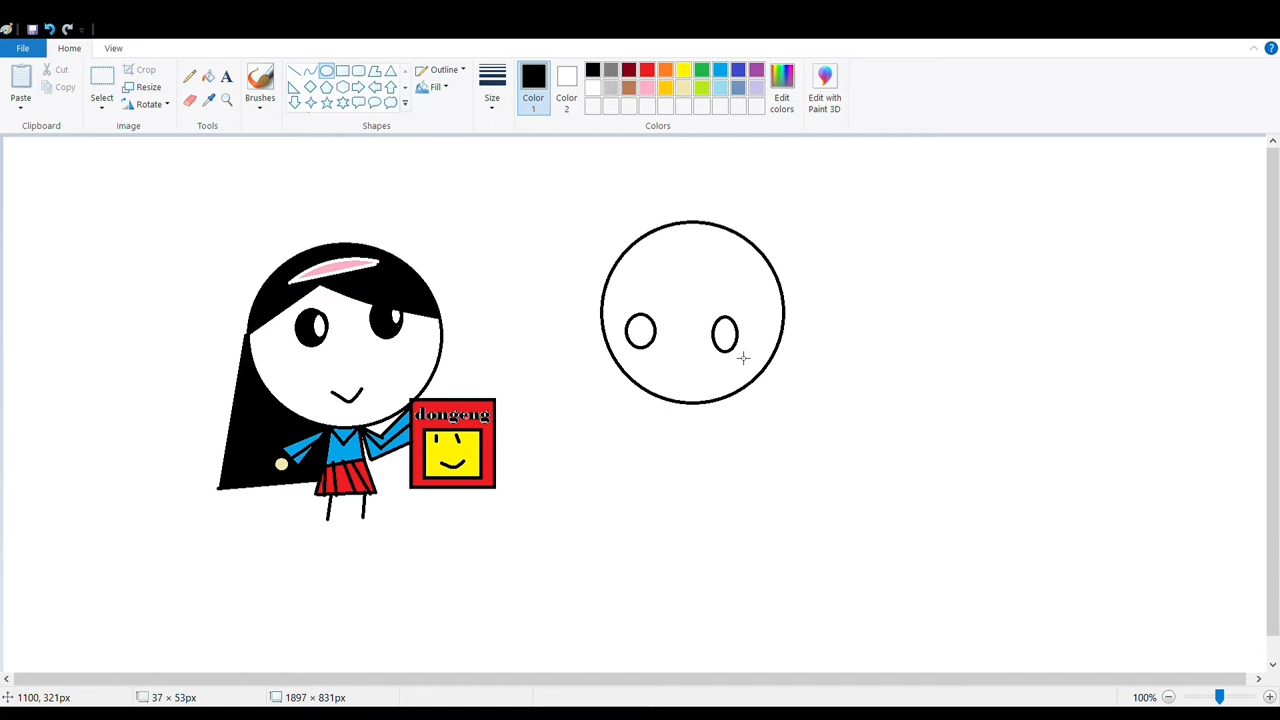 File Home View
Paste
Cut
Copy
Clipboard
Select
Crop
Resize
Rotate
Image
A
Tools
Brushes
Outline
Fill
Shapes
Size
Color
1
Color
2
Colors
Edit
colors
Edit with
Paint 3D
?
dongeng
1100, 321px 37 × 53px 1897 × 831px 100%